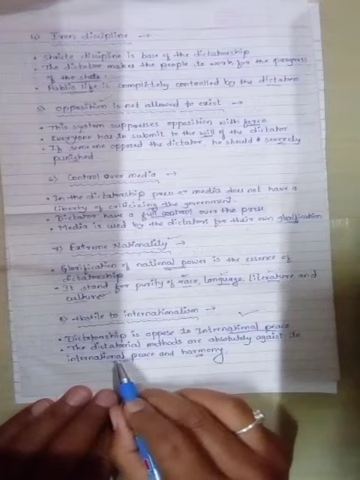 4) Iron discipline →
• Stricte discipline is base of the dictatorship
• The dictator makes the people to work for the progress
of the state.
• Public life is completely controlled by the dictator
5) opposition is not allowed to exist →
• This system suppresses opposition with force
• Everyone has to submit to the will of the dictator
• If someone opposed the dictator he should severely
punished
6) Control over media →
• In the dictatorship press or media does not have a
liberty of criticising the government.
• Dictator have a full control over the press
• Media is used by the dictators for their own glorification
7) Extreme Nationality →
• Glorification of national power is the essence of
dictatorship
• It stand for purity of race, language, literature and
culture
8) Hostile to internationalism →
• Dictatorship is oppose to International peace
• The dictatorial methods are absolutely agaist to
international peace and harmony